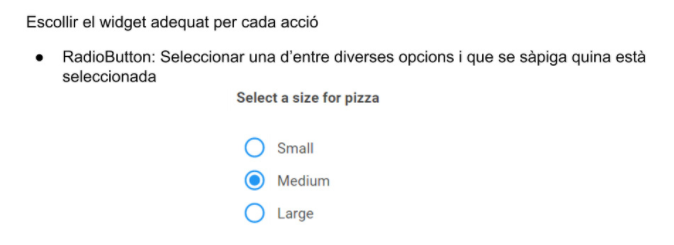 Escollir el widget adequat per cada acció
● RadioButton: Seleccionar una d'entre diverses opcions i que se sàpiga quina està
seleccionada
Select a size for pizza
Small
Medium
Large